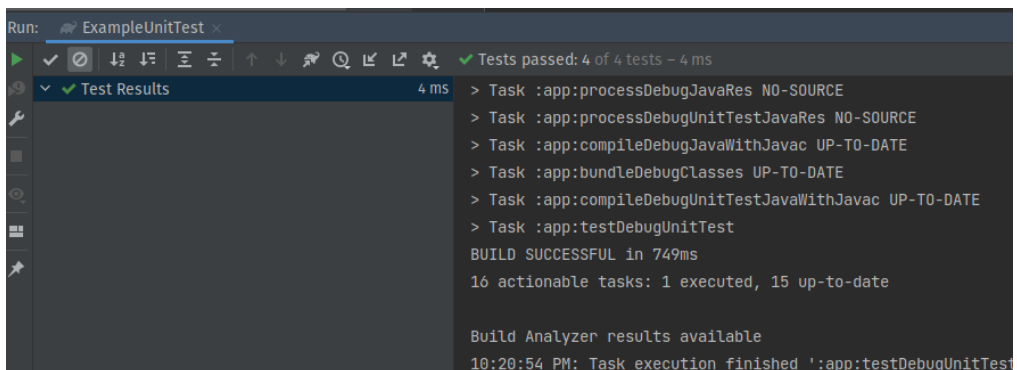 Run: ExampleUnitTest
Tests passed: 4 of 4 tests – 4 ms
Test Results 4 ms
> Task :app:processDebugJavaRes NO-SOURCE
> Task :app:processDebugUnitTestJavaRes NO-SOURCE
> Task :app:compileDebugJavaWithJavac UP-TO-DATE
> Task :app:bundleDebugClasses UP-TO-DATE
> Task :app:compileDebugUnitTestJavaWithJavac UP-TO-DATE
> Task :app:testDebugUnitTest
BUILD SUCCESSFUL in 749ms
16 actionable tasks: 1 executed, 15 up-to-date
Build Analyzer results available
10:20:54 PM: Task execution finished ':app:testDebugUnitTest